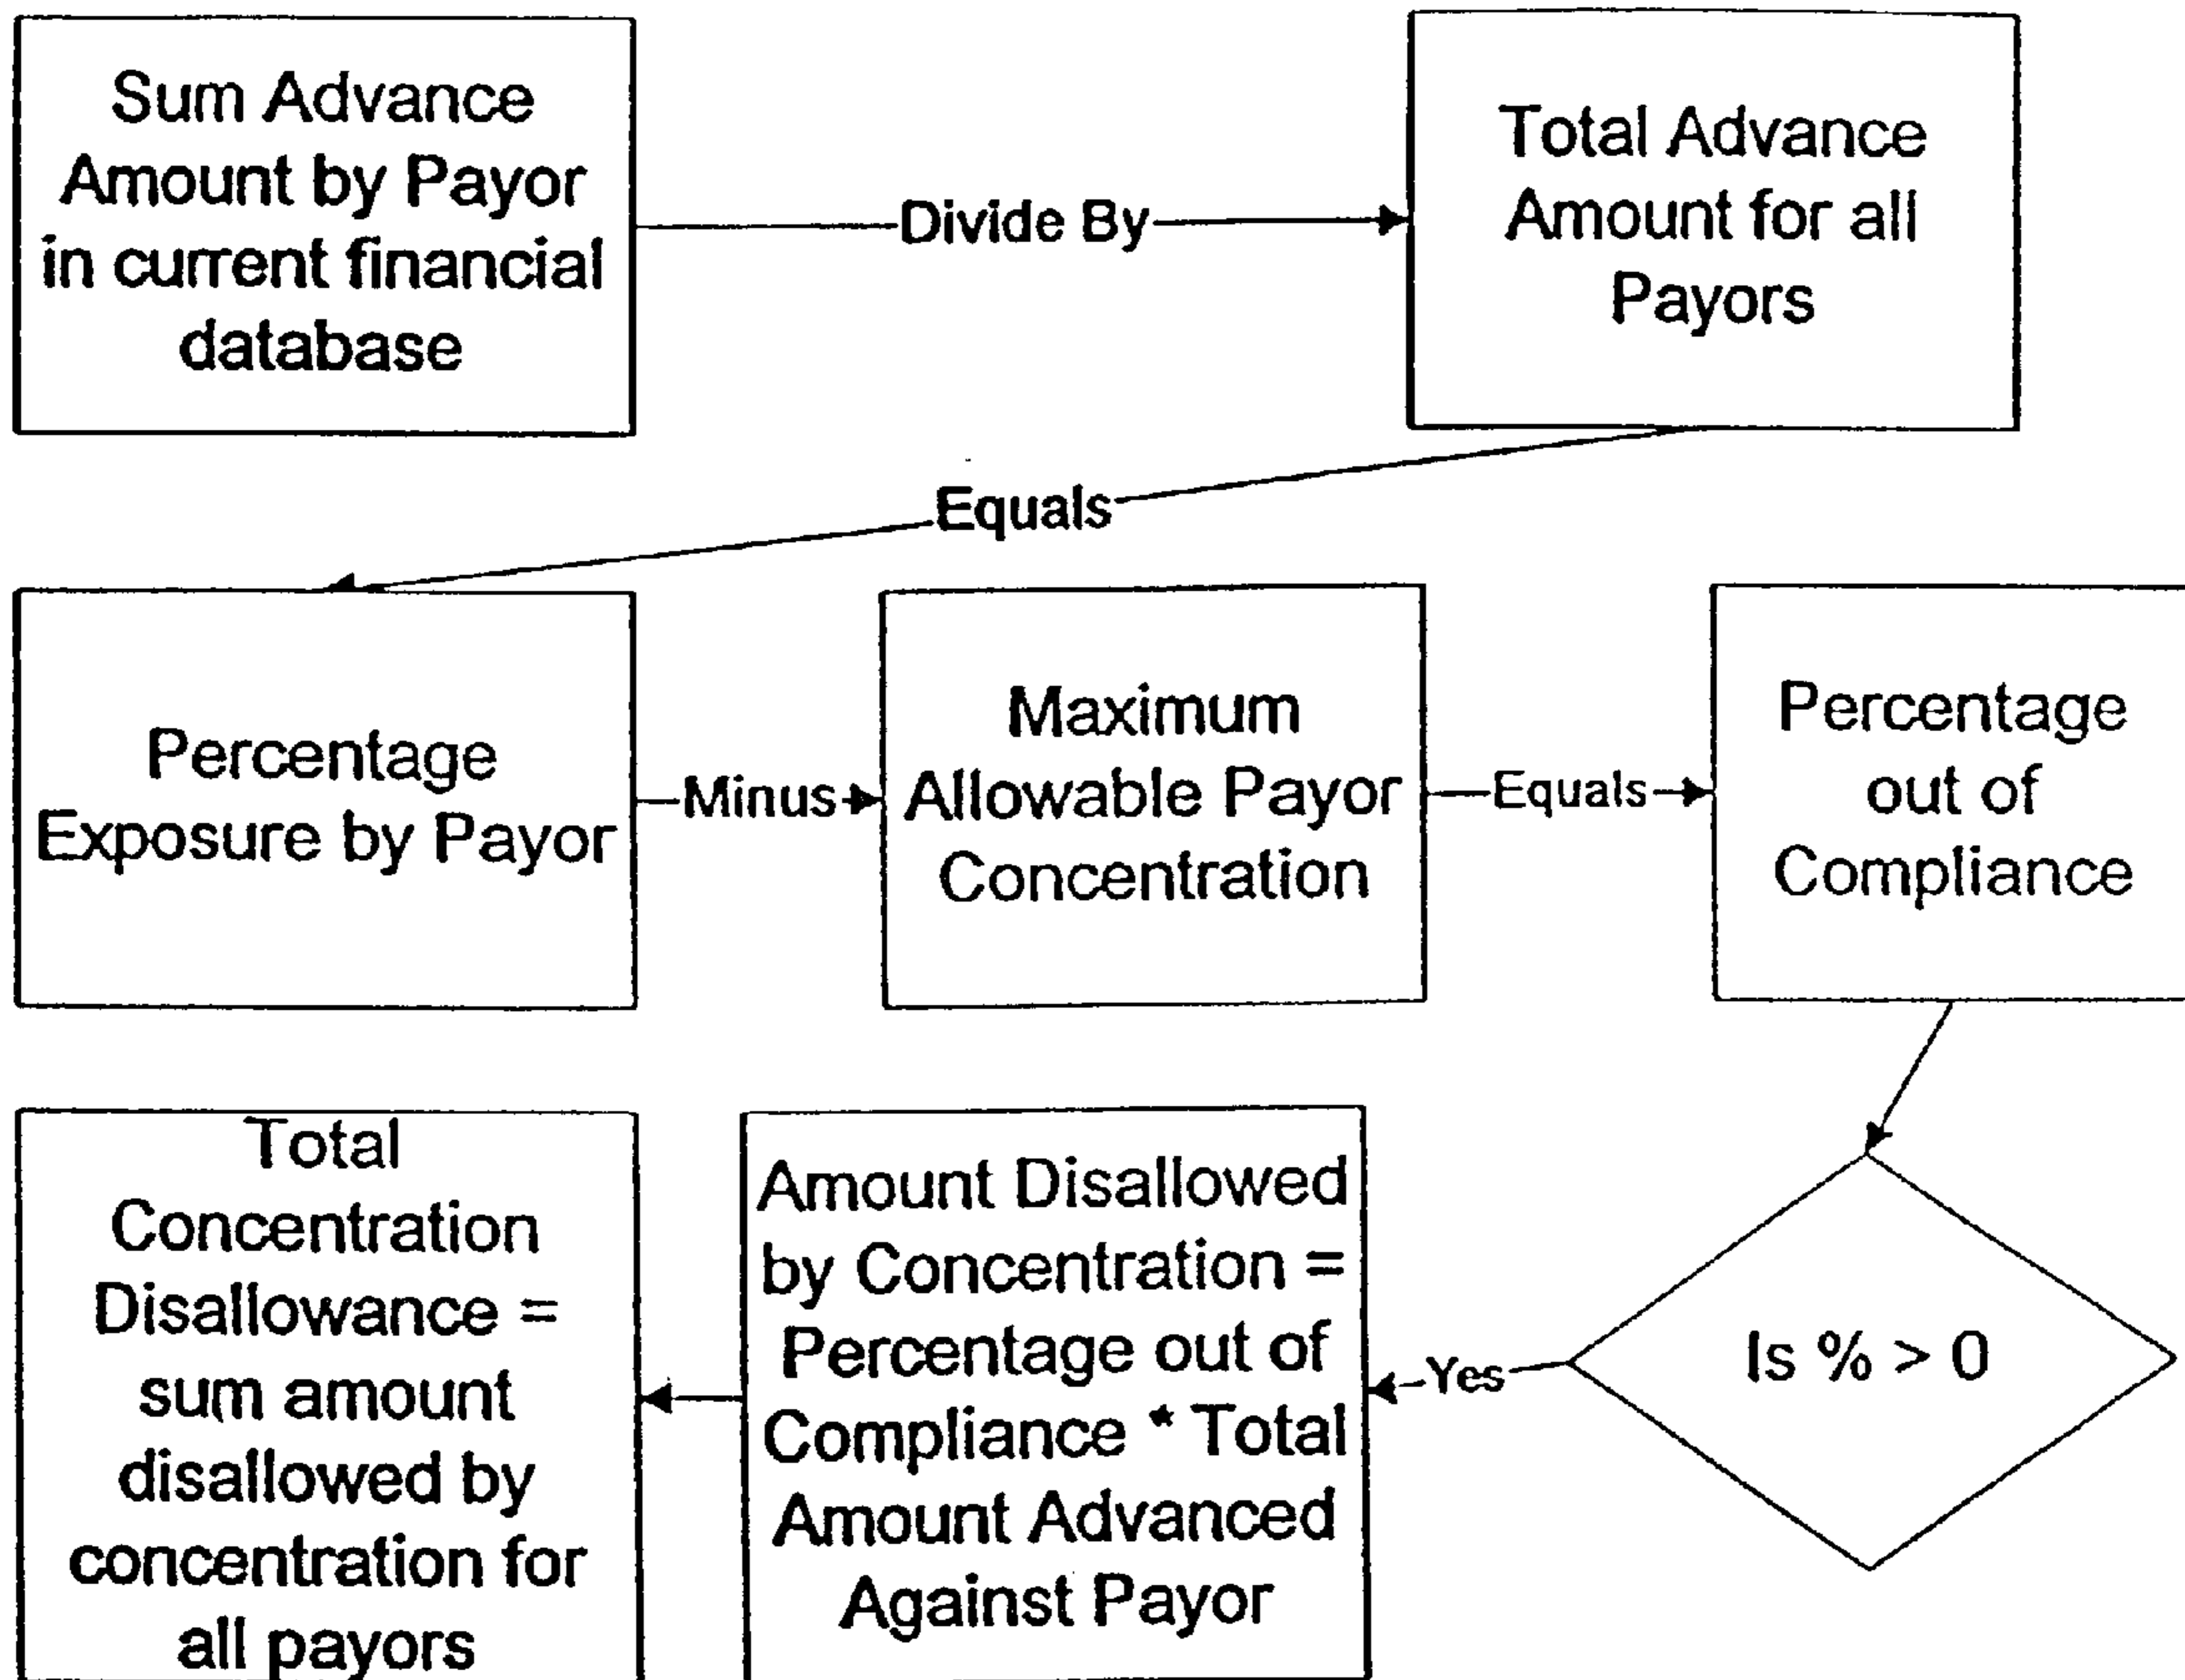 Sum Advance
Amount by Payor
in current financial
database
Divide By
Total Advance
Amount for all
Payors
Equals
Percentage
Exposure by Payor
Minus
Maximum
Allowable Payor
Concentration
Equals
Percentage
out of
Compliance
Is % > 0
Yes
Amount Disallowed
by Concentration =
Percentage out of
Compliance * Total
Amount Advanced
Against Payor
Total
Concentration
Disallowance =
sum amount
disallowed by
concentration for
all payors